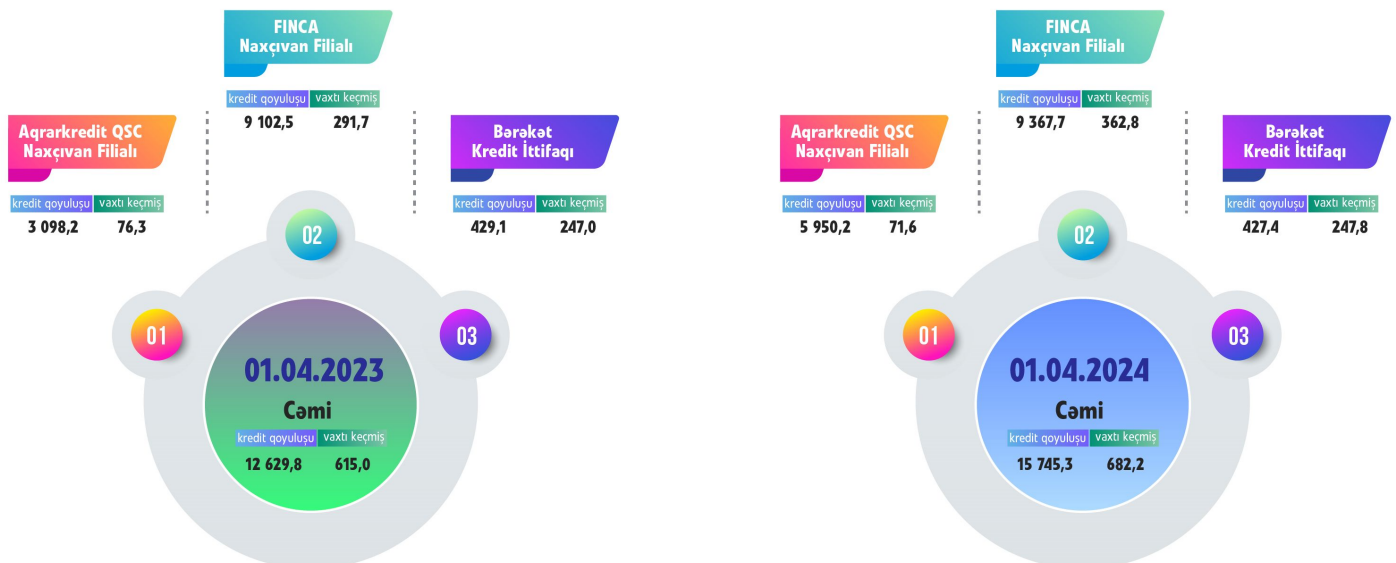 FINCA
Naxçıvan Filialı
kredit qoyuluşu vaxtı keçmiş
9 102,5 291,7
Aqrarkredit QSC
Naxçıvan Filialı
kredit qoyuluşu vaxtı keçmiş
3 098,2 76,3
Bərəkət
Kredit İttifaqı
kredit qoyuluşu vaxtı keçmiş
429,1 247,0
02
01
03
01.04.2023
Cəmi
kredit qoyuluşu vaxtı keçmiş
12 629,8 615,0
FINCA
Naxçıvan Filialı
kredit qoyuluşu vaxtı keçmiş
9 367,7 362,8
Aqrarkredit QSC
Naxçıvan Filialı
kredit qoyuluşu vaxtı keçmiş
5 950,2 71,6
Bərəkət
Kredit İttifaqı
kredit qoyuluşu vaxtı keçmiş
427,4 247,8
02
01
03
01.04.2024
Cəmi
kredit qoyuluşu vaxtı keçmiş
15 745,3 682,2